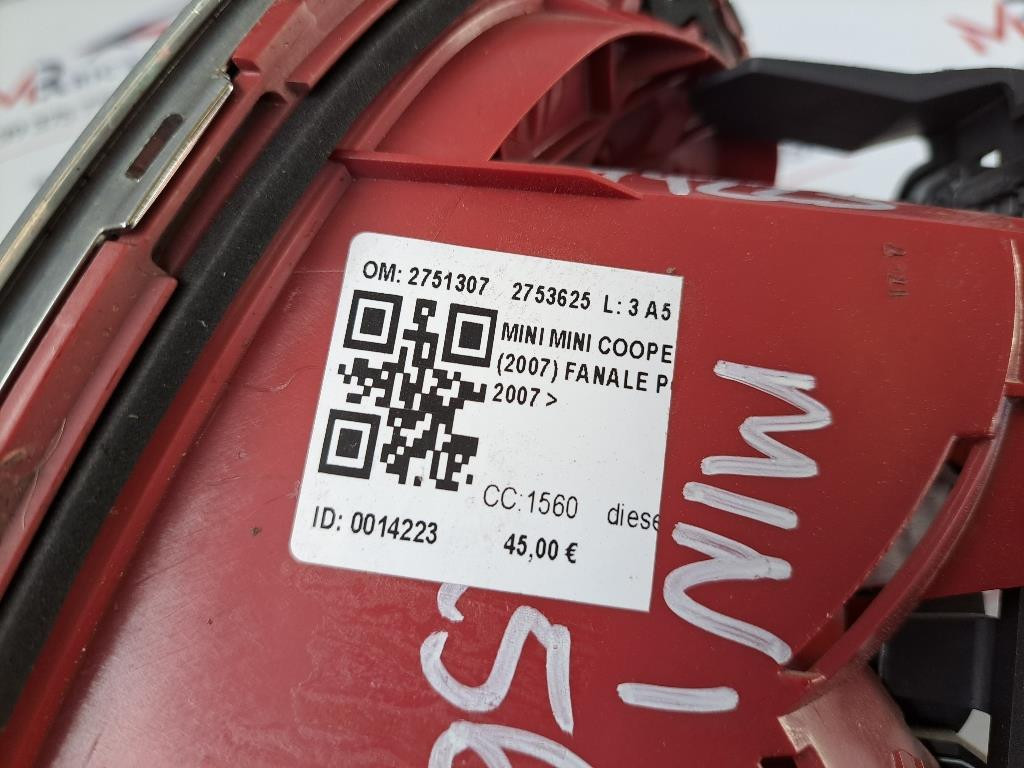 OM: 2751307 2753625 L: 3 A5
MINI MINI COOPE
(2007) FANALE P
2007 >
CC:1560 diese
ID: 0014223 45,00 €
MINI